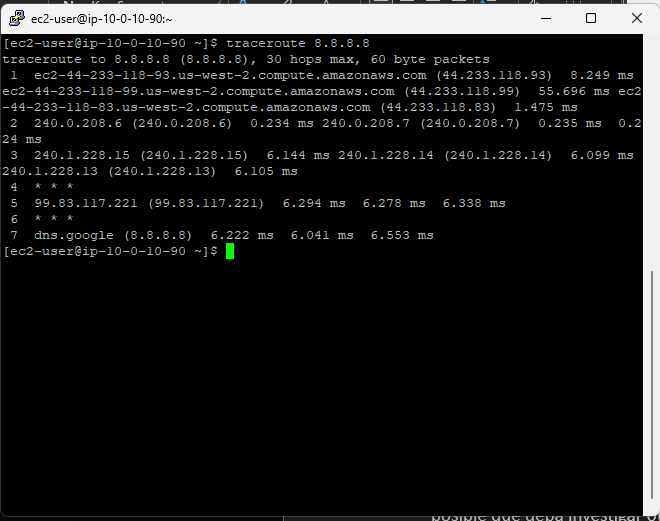 ec2-user@ip-10-0-10-90:~
[ec2-user@ip-10-0-10-90 ~]$ traceroute 8.8.8.8
traceroute to 8.8.8.8 (8.8.8.8), 30 hops max, 60 byte packets
 1  ec2-44-233-118-93.us-west-2.compute.amazonaws.com (44.233.118.93)  8.249 ms
ec2-44-233-118-99.us-west-2.compute.amazonaws.com (44.233.118.99)  55.696 ms ec2
-44-233-118-83.us-west-2.compute.amazonaws.com (44.233.118.83)  1.475 ms
 2  240.0.208.6 (240.0.208.6)  0.234 ms 240.0.208.7 (240.0.208.7)  0.235 ms  0.2
24 ms
 3  240.1.228.15 (240.1.228.15)  6.144 ms 240.1.228.14 (240.1.228.14)  6.099 ms
240.1.228.13 (240.1.228.13)  6.105 ms
 4  * * *
 5  99.83.117.221 (99.83.117.221)  6.294 ms  6.278 ms  6.338 ms
 6  * * *
 7  dns.google (8.8.8.8)  6.222 ms  6.041 ms  6.553 ms
[ec2-user@ip-10-0-10-90 ~]$
posible que deba investigar